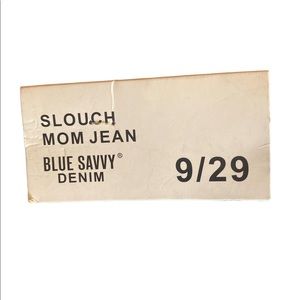 SLOUCH
MOM JEAN
BLUE SAVVY®
DENIM
9/29